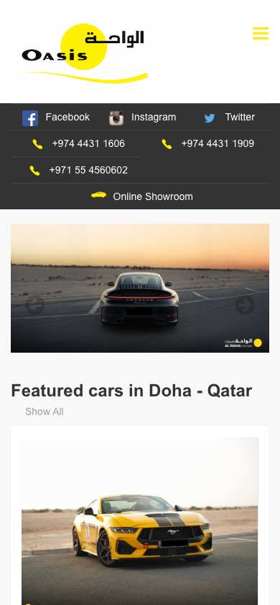 الواحة
Oasis
Facebook
Instagram
Twitter
+974 4431 1606
+974 4431 1909
+971 55 4560602
Online Showroom
الواحة
Featured cars in Doha - Qatar
Show All